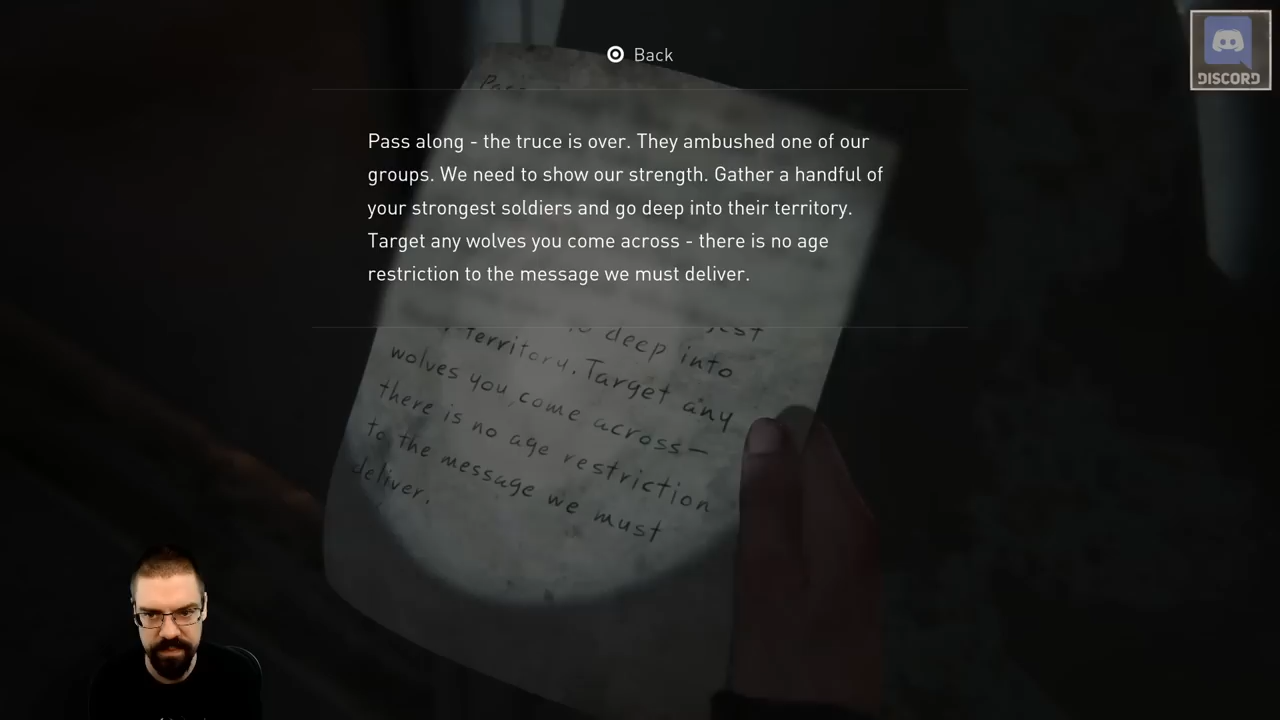 Back
DISCORD
Pass along - the truce is over. They ambushed one of our
groups. We need to show our strength. Gather a handful of
your strongest soldiers and go deep into their territory.
Target any wolves you come across - there is no age
restriction to the message we must deliver.
deep into
territory. Target any
wolves you come across—
there is no age restriction
to the message we must
deliver.